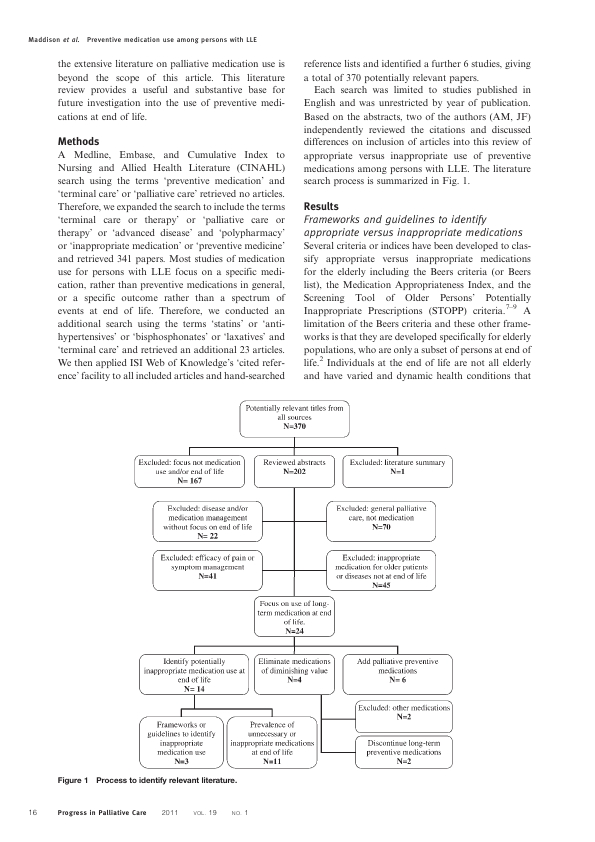 Maddison et al. Preventive medication use among persons with LLE
the extensive literature on palliative medication use is
beyond the scope of this article. This literature
review provides a useful and substantive base for
future investigation into the use of preventive medi-
cations at end of life.
Methods
A Medline, Embase, and Cumulative Index to
Nursing and Allied Health Literature (CINAHL)
search using the terms ‘preventive medication’ and
‘terminal care’ or ‘palliative care’ retrieved no articles.
Therefore, we expanded the search to include the terms
‘terminal care or therapy’ or ‘palliative care or
therapy’ or ‘advanced disease’ and ‘polypharmacy’
or ‘inappropriate medication’ or ‘preventive medicine’
and retrieved 341 papers. Most studies of medication
use for persons with LLE focus on a specific medi-
cation, rather than preventive medications in general,
or a specific outcome rather than a spectrum of
events at end of life. Therefore, we conducted an
additional search using the terms ‘statins’ or ‘anti-
hypertensives’ or ‘bisphosphonates’ or ‘laxatives’ and
‘terminal care’ and retrieved an additional 23 articles.
We then applied ISI Web of Knowledge’s ‘cited refer-
ence’ facility to all included articles and hand-searched
reference lists and identified a further 6 studies, giving
a total of 370 potentially relevant papers.
Each search was limited to studies published in
English and was unrestricted by year of publication.
Based on the abstracts, two of the authors (AM, JF)
independently reviewed the citations and discussed
differences on inclusion of articles into this review of
appropriate versus inappropriate use of preventive
medications among persons with LLE. The literature
search process is summarized in Fig. 1.
Results
Frameworks and guidelines to identify
appropriate versus inappropriate medications
Several criteria or indices have been developed to clas-
sify appropriate versus inappropriate medications
for the elderly including the Beers criteria (or Beers
list), the Medication Appropriateness Index, and the
Screening Tool of Older Persons’ Potentially
Inappropriate Prescriptions (STOPP) criteria.7–9 A
limitation of the Beers criteria and these other frame-
works is that they are developed specifically for elderly
populations, who are only a subset of persons at end of
life.2 Individuals at the end of life are not all elderly
and have varied and dynamic health conditions that
Potentially relevant titles from
all sources
N=370
Excluded: focus not medication
use and/or end of life
N= 167
Reviewed abstracts
N=202
Excluded: literature summary
N=1
Excluded: disease and/or
medication management
without focus on end of life
N= 22
Excluded: general palliative
care, not medication
N=70
Excluded: efficacy of pain or
symptom management
N=41
Excluded: inappropriate
medication for older patients
or diseases not at end of life
N=45
Focus on use of long-
term medication at end
of life.
N=24
Identify potentially
inappropriate medication use at
end of life
N= 14
Eliminate medications
of diminishing value
N=4
Add palliative preventive
medications
N= 6
Excluded: other medications
N=2
Frameworks or
guidelines to identify
inappropriate
medication use
N=3
Prevalence of
unnecessary or
inappropriate medications
at end of life
N=11
Discontinue long-term
preventive medications
N=2
Figure 1 Process to identify relevant literature.
16 Progress in Palliative Care 2011 VOL. 19 NO. 1